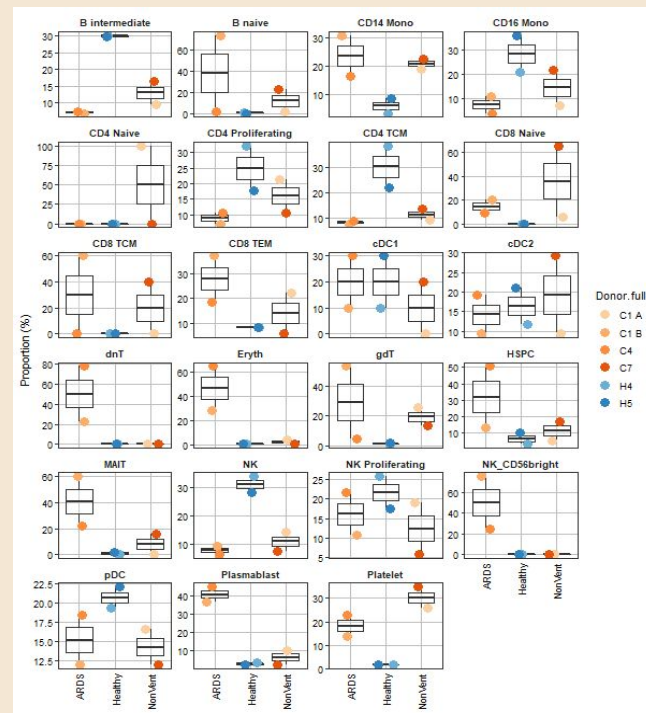 B intermediate
B naive
CD14 Mono
CD16 Mono
30
25
20
15
10
60
40
20
0
30
20
10
30
20
10
CD4 Naive
CD4 Proliferating
CD4 TCM
CD8 Naive
100
75
50
25
0
30
25
20
15
10
30
20
10
60
40
20
0
CD8 TCM
CD8 TEM
cDC1
cDC2
60
40
20
0
30
20
10
30
20
10
0
25
20
15
10
dnT
Eryth
gdT
HSPC
80
60
40
20
0
60
40
20
0
40
20
0
50
40
30
20
10
MAIT
NK
NK Proliferating
NK_CD56bright
60
40
20
0
30
20
10
25
20
15
10
5
60
40
20
0
pDC
Plasmablast
Platelet
22.5
20.0
17.5
15.0
12.5
40
30
20
10
30
20
10
0
ARDS
Healthy
NonVent
ARDS
Healthy
NonVent
ARDS
Healthy
NonVent
ARDS
Healthy
NonVent
Proportion (%)
Donor.full
C1 A
C1 B
C4
C7
H4
H5